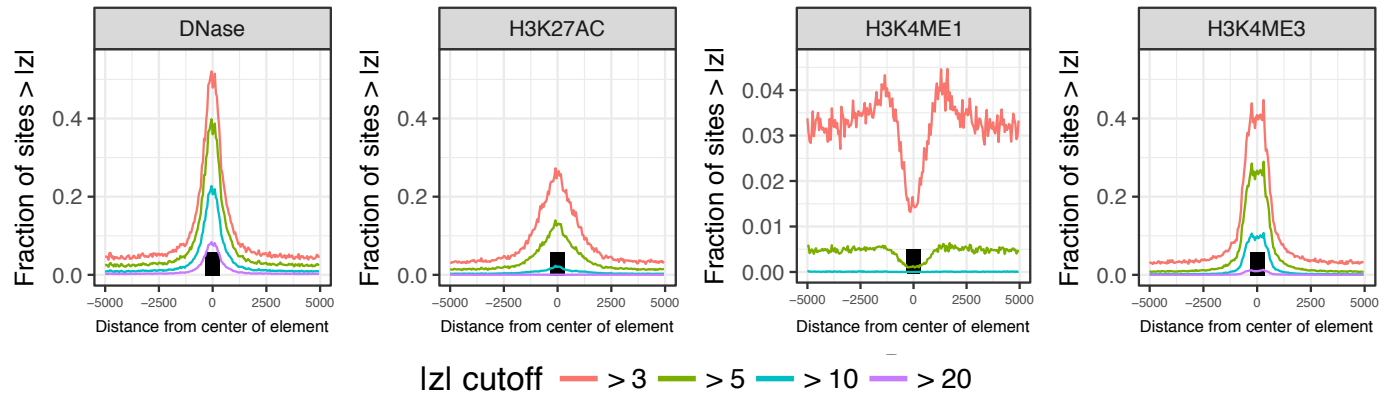 DNase
H3K27AC
H3K4ME1
H3K4ME3
Fraction of sites > |z|
0.4
0.2
0.0
−5000 −2500 0 2500 5000
Distance from center of element
Fraction of sites > |z|
0.4
0.2
0.0
−5000 −2500 0 2500 5000
Distance from center of element
Fraction of sites > |z|
0.04
0.03
0.02
0.01
0.00
−5000 −2500 0 2500 5000
Distance from center of element
Fraction of sites > |z|
0.4
0.2
0.0
−5000 −2500 0 2500 5000
Distance from center of element
|z| cutoff > 3 > 5 > 10 > 20